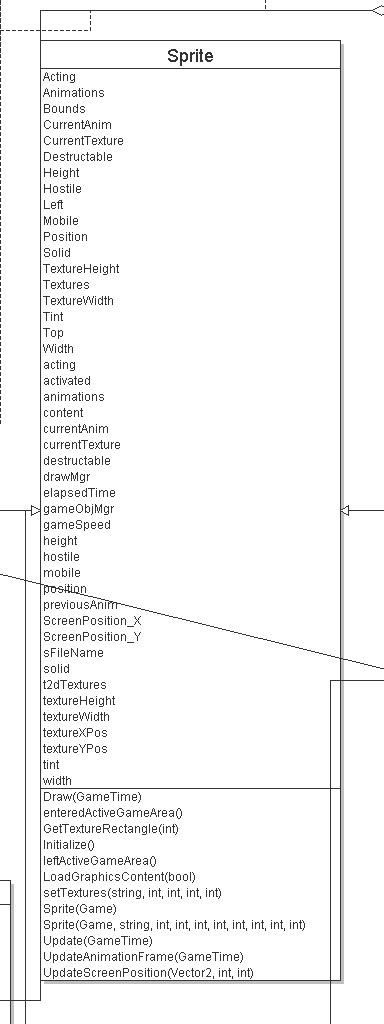 Sprite
Acting
Animations
Bounds
CurrentAnim
CurrentTexture
Destructable
Height
Hostile
Left
Mobile
Position
Solid
TextureHeight
Textures
TextureWidth
Tint
Top
Width
acting
activated
animations
content
currentAnim
currentTexture
destructable
drawMgr
elapsedTime
gameObjMgr
gameSpeed
height
hostile
mobile
position
previousAnim
ScreenPosition_X
ScreenPosition_Y
sFileName
solid
t2dTextures
textureHeight
textureWidth
textureXPos
textureYPos
tint
width
Draw(GameTime)
enteredActiveGameArea()
GetTextureRectangle(int)
Initialize()
leftActiveGameArea()
LoadGraphicsContent(bool)
setTextures(string, int, int, int, int)
Sprite(Game)
Sprite(Game, string, int, int, int, int, int, int, int, int)
Update(GameTime)
UpdateAnimationFrame(GameTime)
UpdateScreenPosition(Vector2, int, int)